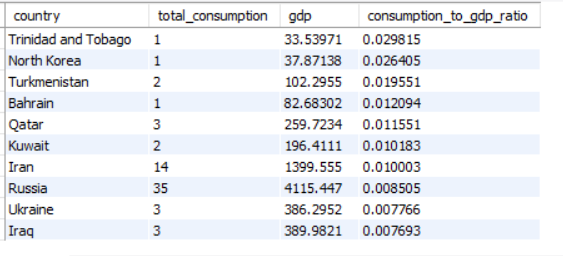 country total_consumption gdp consumption_to_gdp_ratio
Trinidad and Tobago 1 33.53971 0.029815
North Korea 1 37.87138 0.026405
Turkmenistan 2 102.2955 0.019551
Bahrain 1 82.68302 0.012094
Qatar 3 259.7234 0.011551
Kuwait 2 196.4111 0.010183
Iran 14 1399.555 0.010003
Russia 35 4115.447 0.008505
Ukraine 3 386.2952 0.007766
Iraq 3 389.9821 0.007693